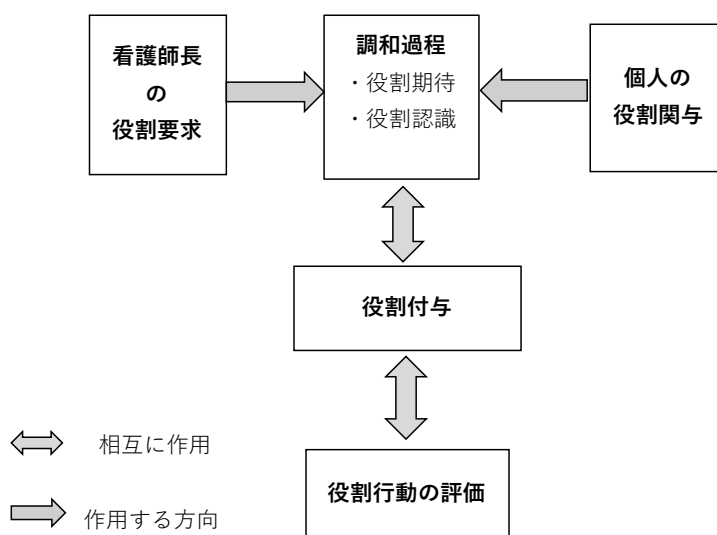 看護師長
の
役割要求
調和過程
・役割期待
・役割認識
個人の
役割関与
役割付与
役割行動の評価
相互に作用
作用する方向